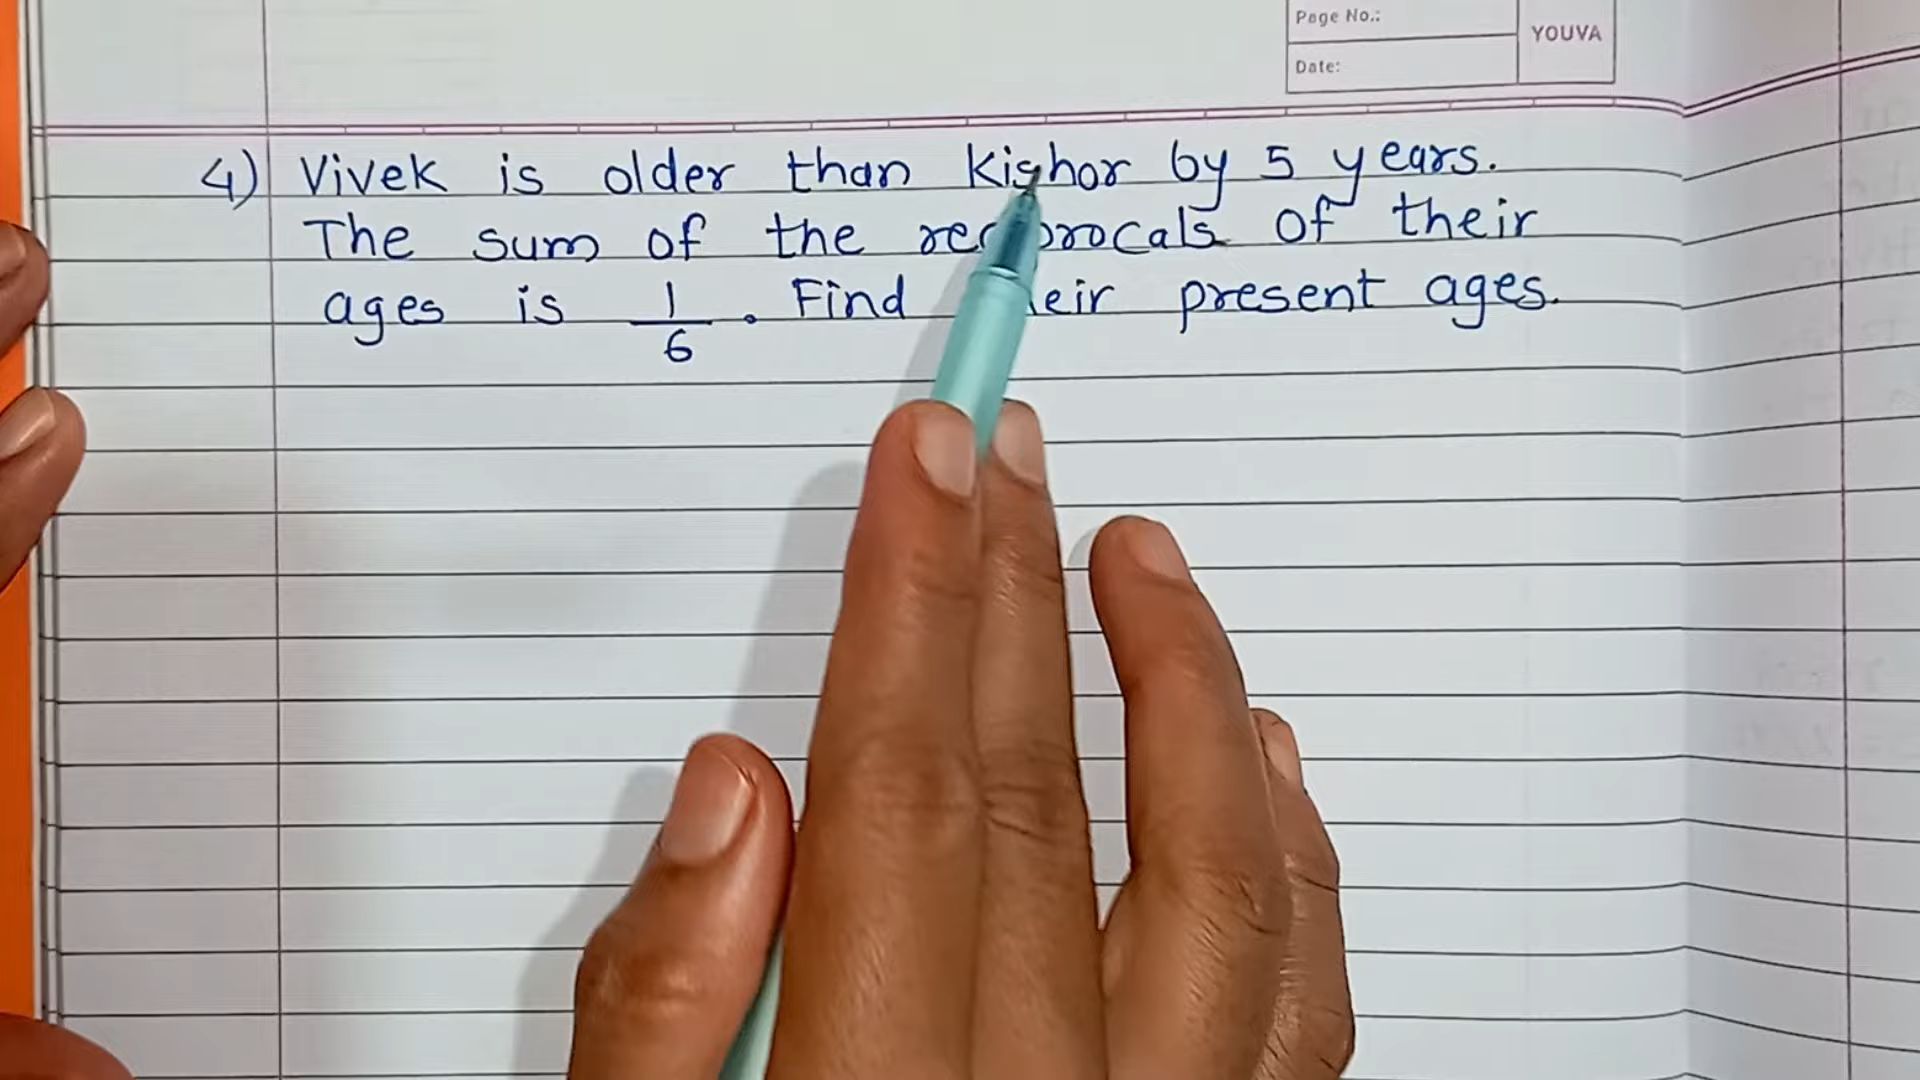 Page No.:
YOUVA
Date:
4) Vivek is older than Kishor by 5 years.
The sum of the reciprocals of their
ages is 1/6. Find their present ages.